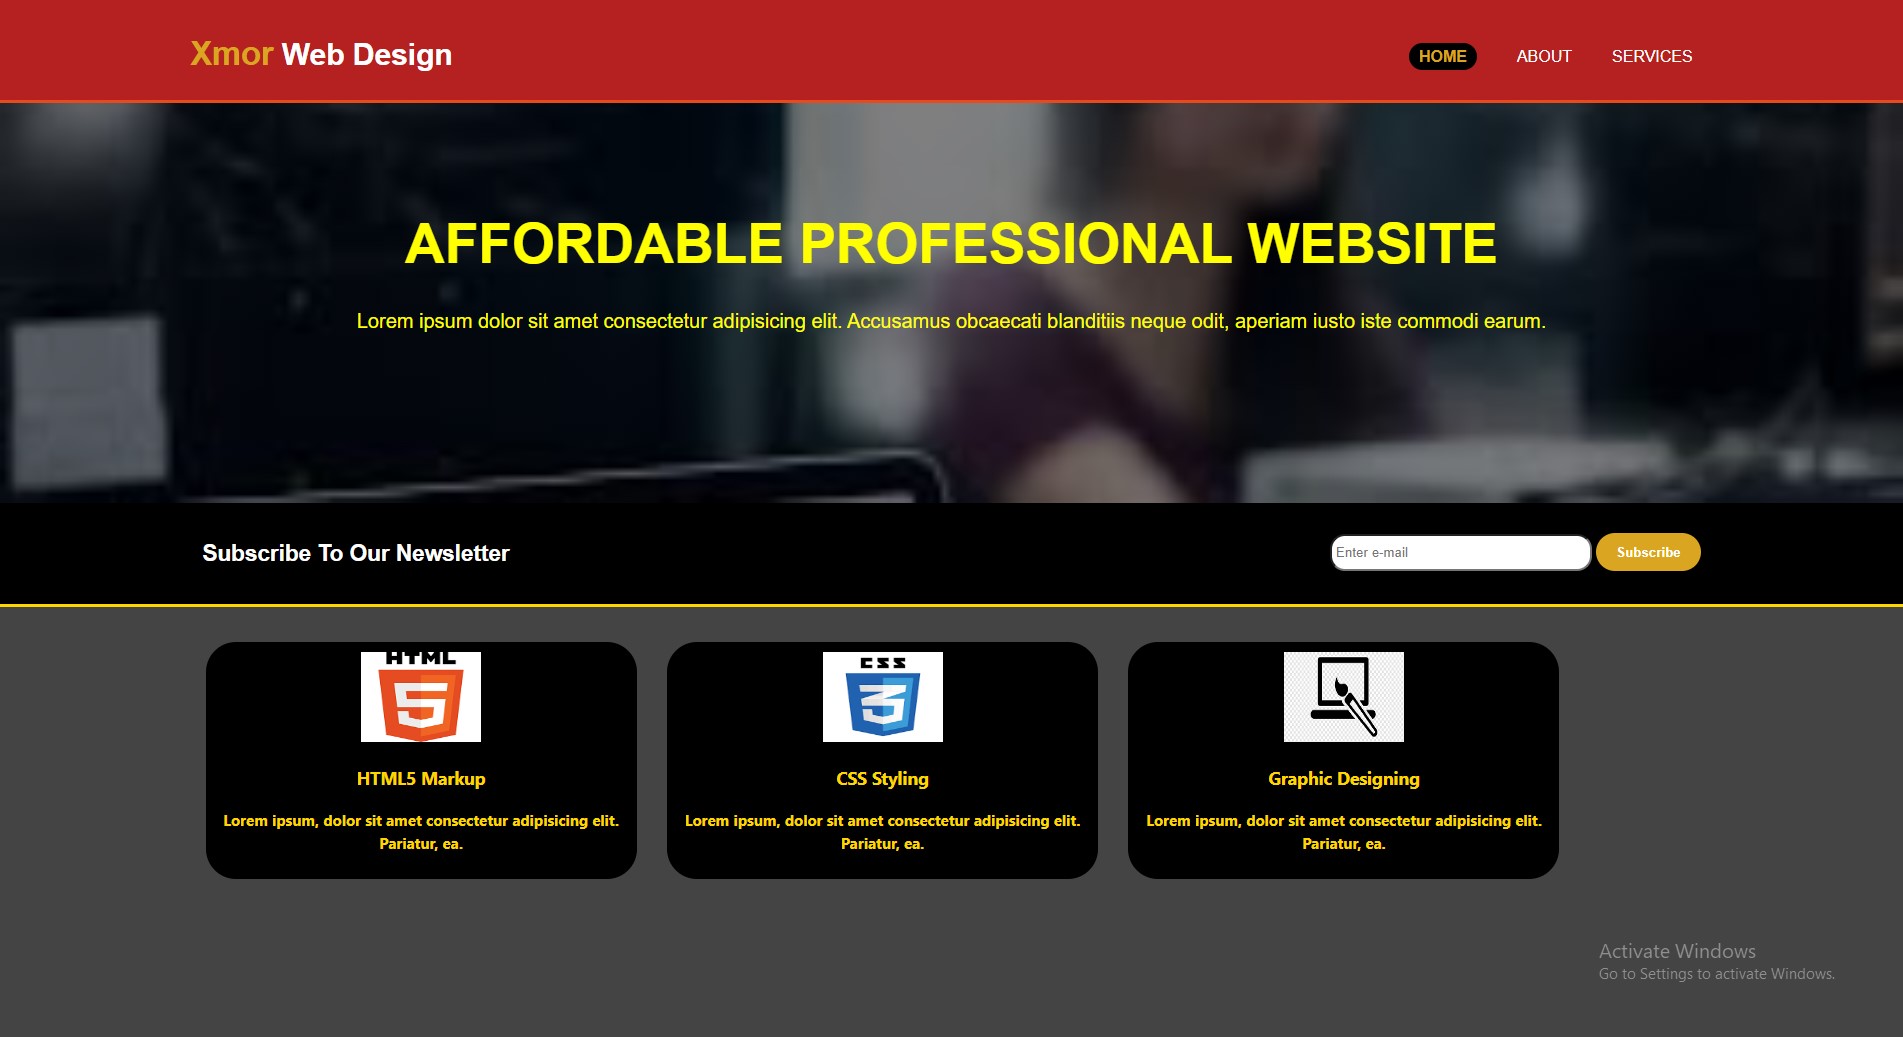 Xmor Web Design
HOME ABOUT SERVICES
AFFORDABLE PROFESSIONAL WEBSITE
Lorem ipsum dolor sit amet consectetur adipisicing elit. Accusamus obcaecati blanditiis neque odit, aperiam iusto iste commodi earum.
Subscribe To Our Newsletter
Enter e-mail
Subscribe
HTML
5
HTML5 Markup
Lorem ipsum, dolor sit amet consectetur adipisicing elit.
Pariatur, ea.
CSS
3
CSS Styling
Lorem ipsum, dolor sit amet consectetur adipisicing elit.
Pariatur, ea.
Graphic Designing
Lorem ipsum, dolor sit amet consectetur adipisicing elit.
Pariatur, ea.
Activate Windows
Go to Settings to activate Windows.